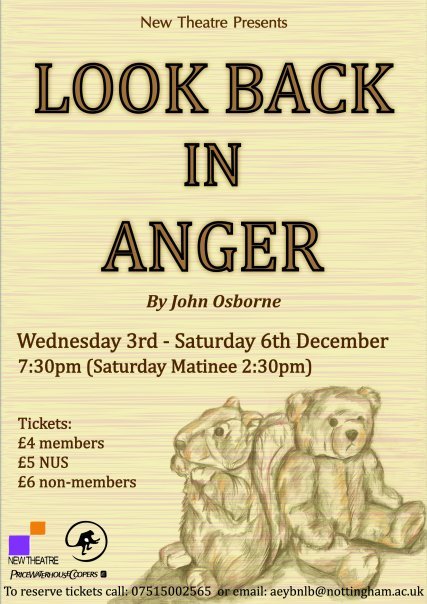 New Theatre Presents
LOOK BACK
IN
ANGER
By John Osborne
Wednesday 3rd - Saturday 6th December
7:30pm (Saturday Matinee 2:30pm)
Tickets:
£4 members
£5 NUS
£6 non-members
NEW THEATRE
PRICEWATERHOUSECOOPERS
To reserve tickets call: 07515002565 or email: aeybnlb@nottingham.ac.uk